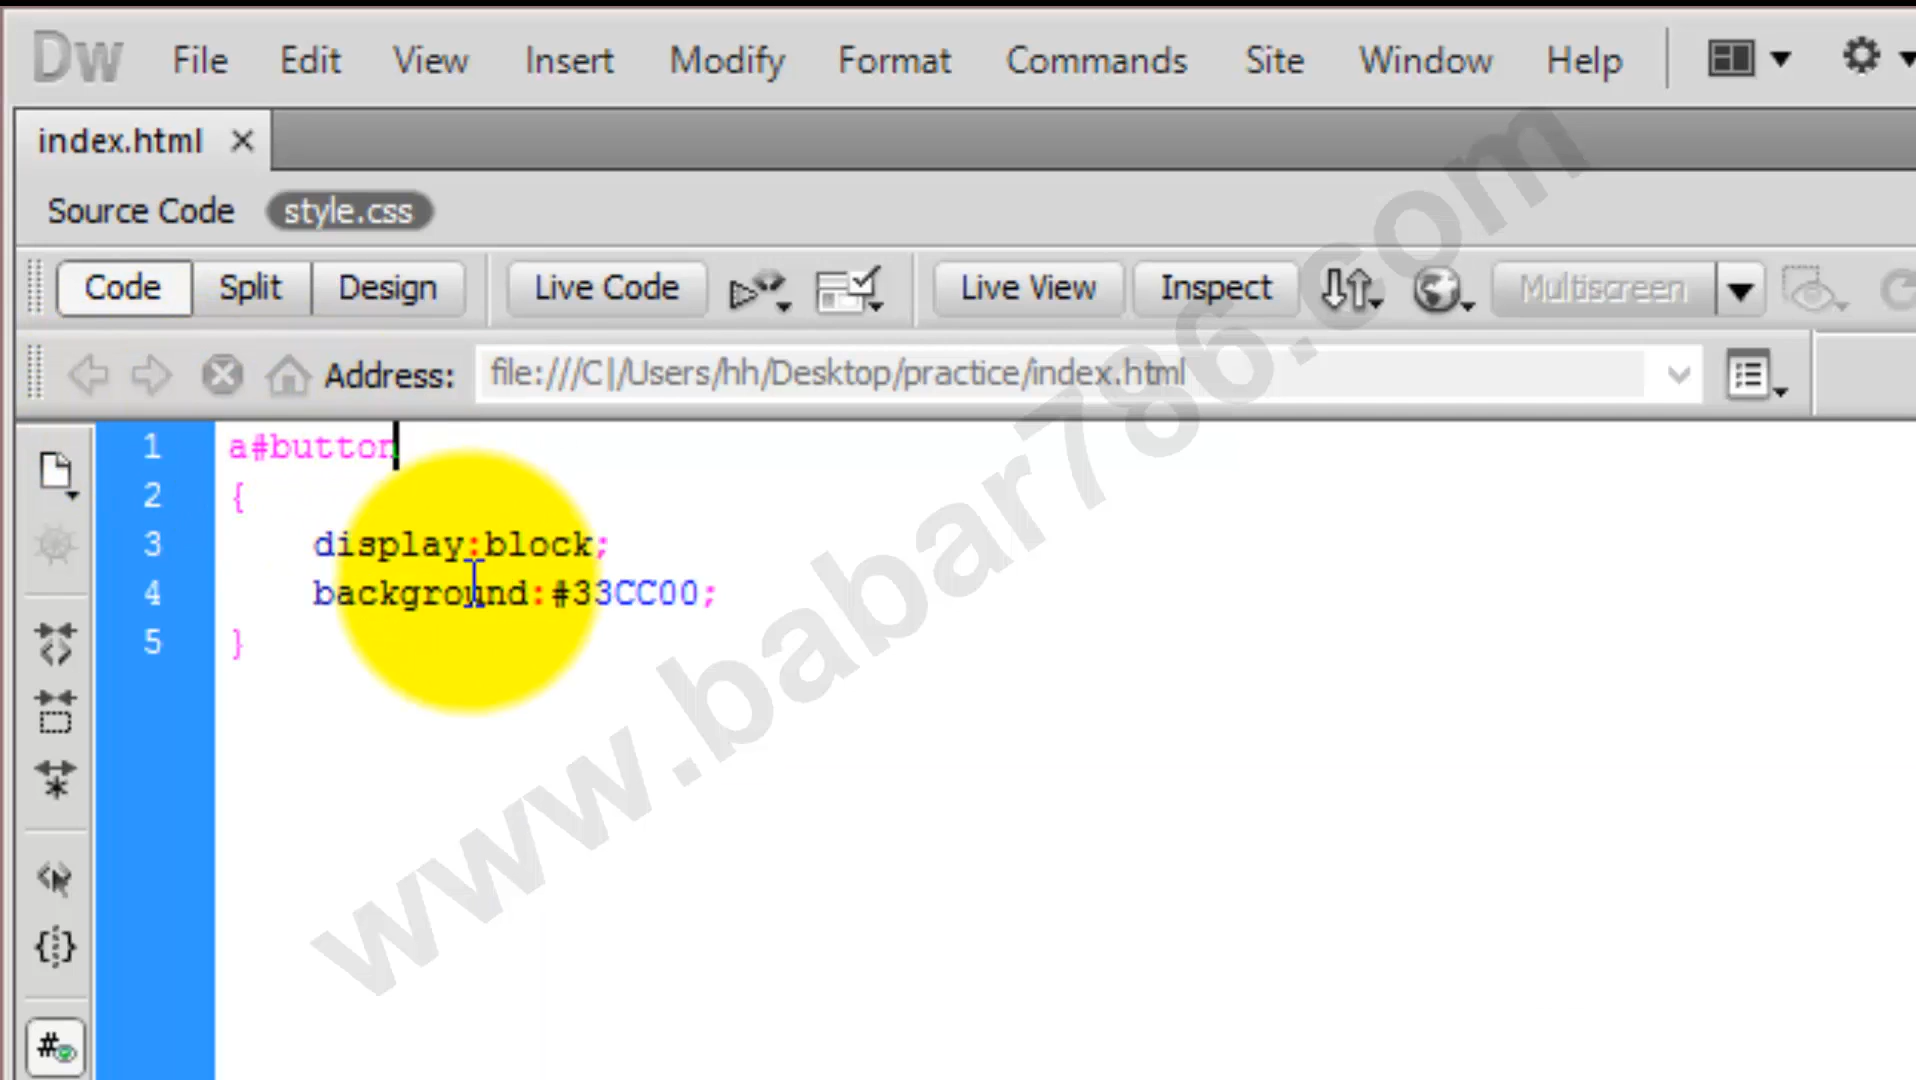 Dw File Edit View Insert Modify Format Commands Site Window Help
index.html
Source Code style.css
Code Split Design Live Code Live View Inspect Multiscreen
Address: file:///C|/Users/hh/Desktop/practice/index.html
1 a#button
2 {
3 display:block;
4 background:#33CC00;
5 }
www.babar786.com